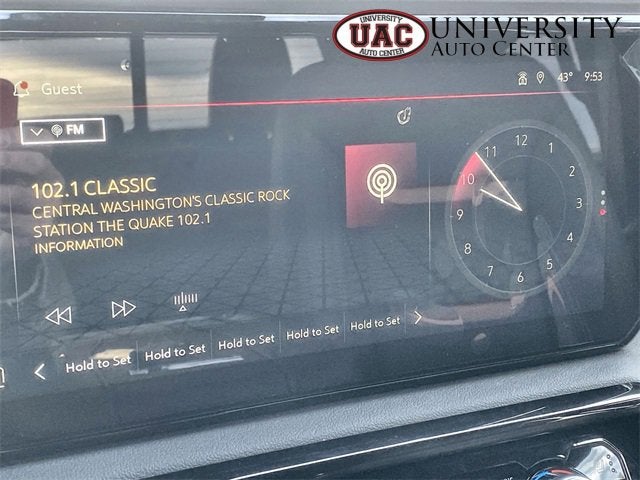 UNIVERSITY
UAC
AUTO CENTER
UNIVERSITY
AUTO CENTER
Guest
43° 9:53
FM
102.1 CLASSIC
CENTRAL WASHINGTON'S CLASSIC ROCK
STATION THE QUAKE 102.1
INFORMATION
12
1
2
3
4
5
6
7
8
9
10
11
Hold to Set Hold to Set Hold to Set Hold to Set Hold to Set